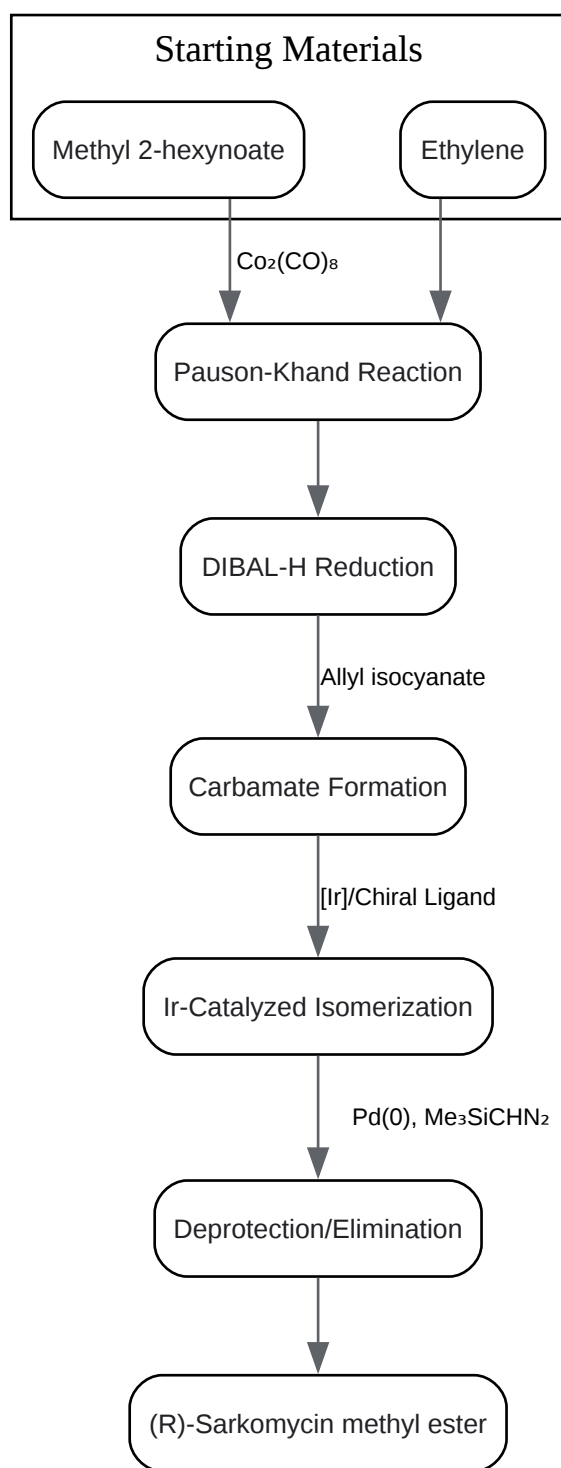 Starting Materials
Methyl 2-hexynoate
Ethylene
Co₂(CO)₈
Pauson-Khand Reaction
DIBAL-H Reduction
Allyl isocyanate
Carbamate Formation
[Ir]/Chiral Ligand
Ir-Catalyzed Isomerization
Pd(0), Me₃SiCHN₂
Deprotection/Elimination
(R)-Sarkomycin methyl ester